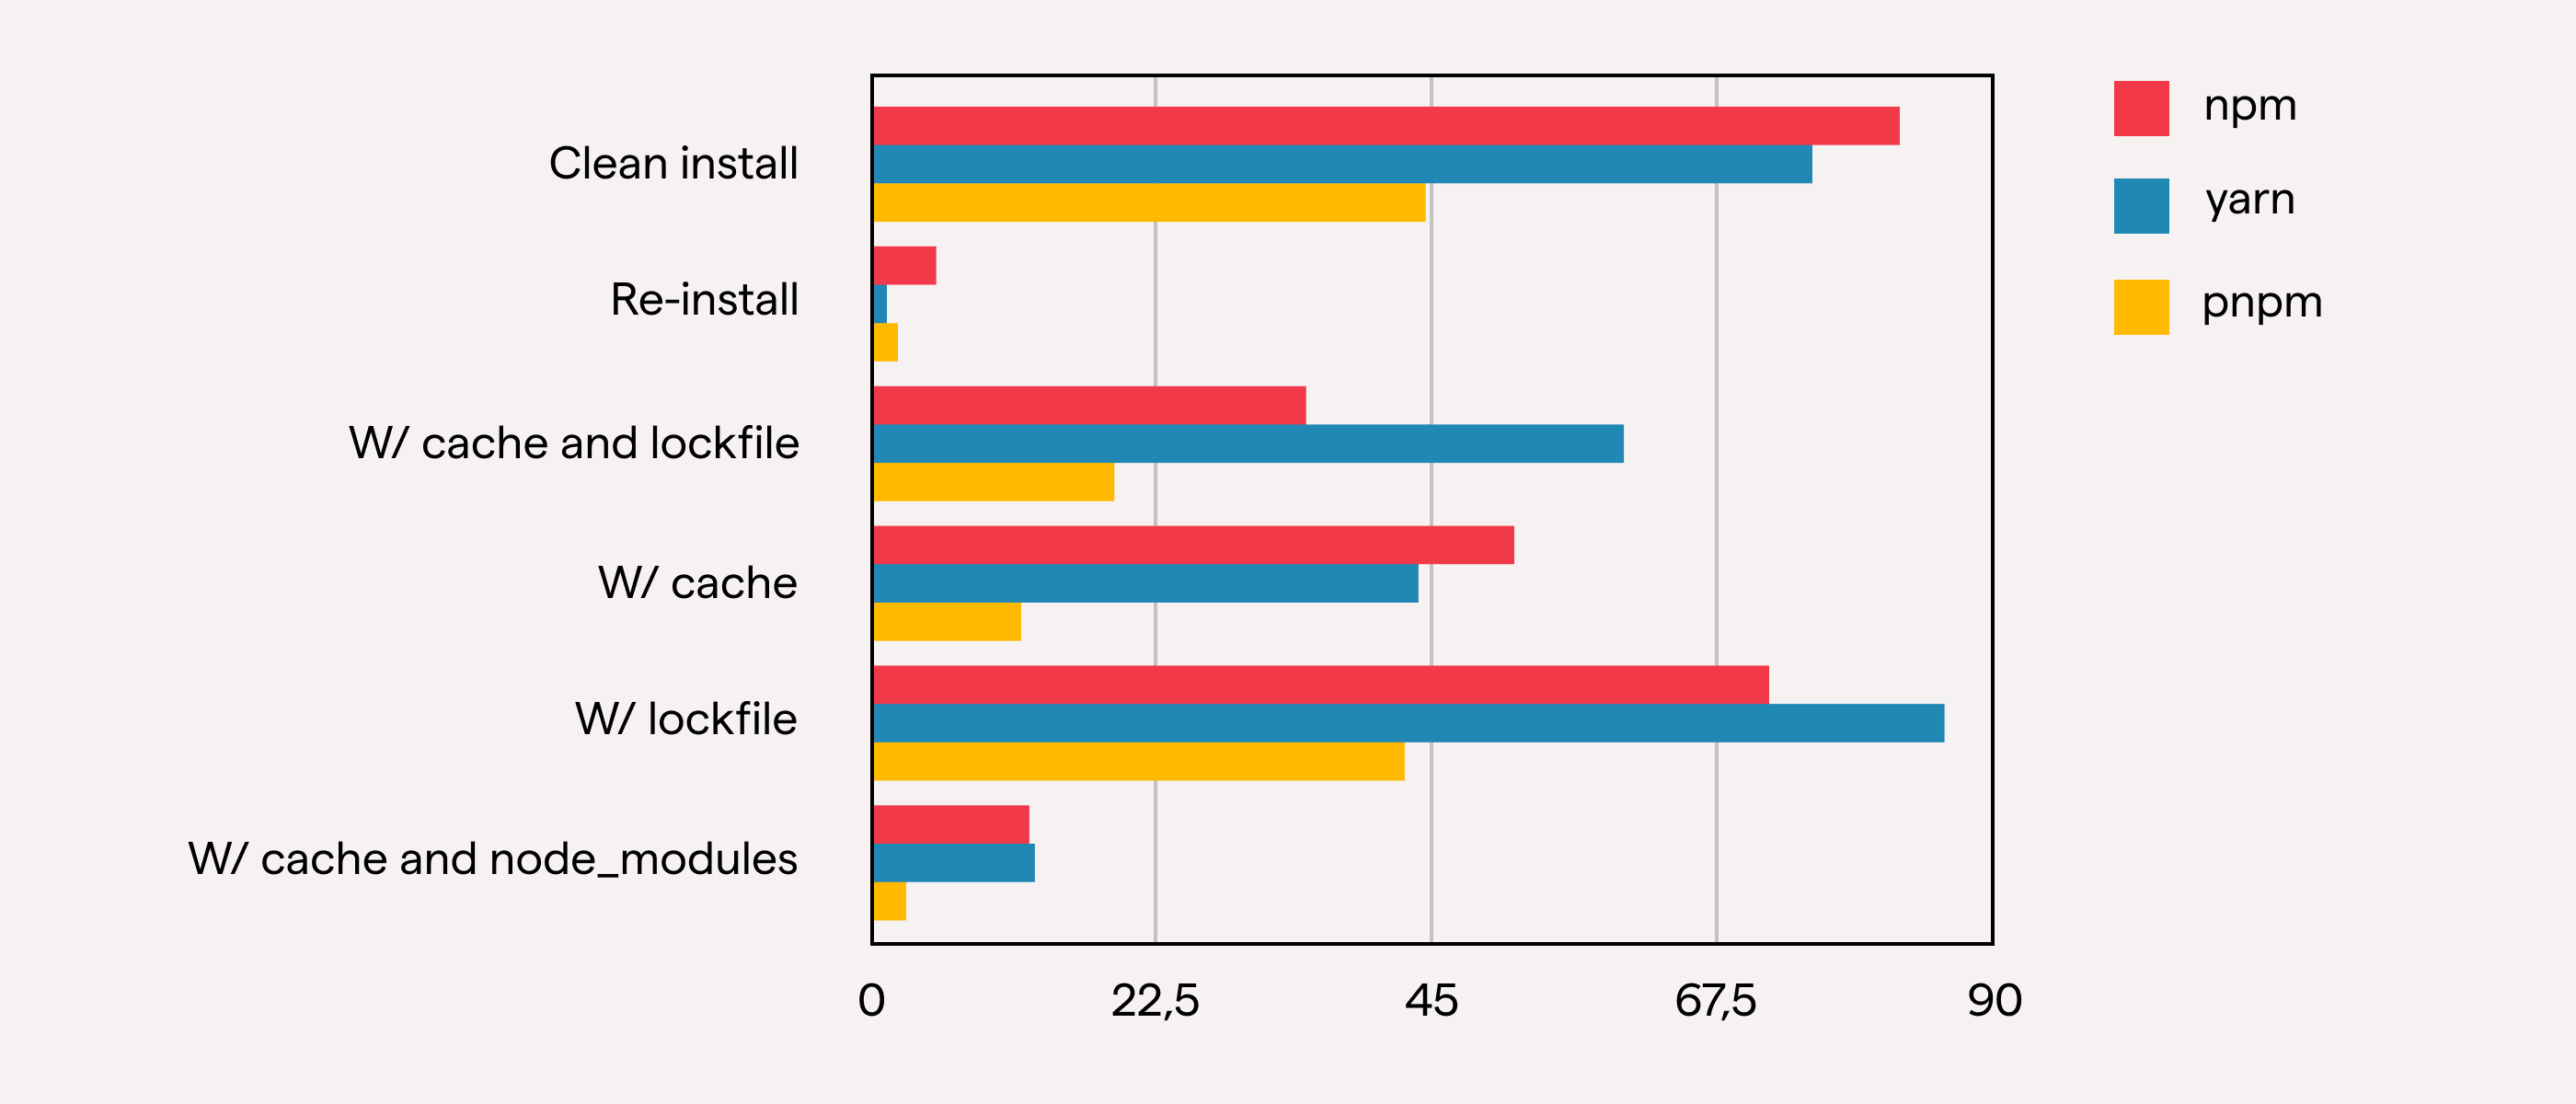 Clean install
Re-install
W/ cache and lockfile
W/ cache
W/ lockfile
W/ cache and node_modules
0
22,5
45
67,5
90
npm
yarn
pnpm